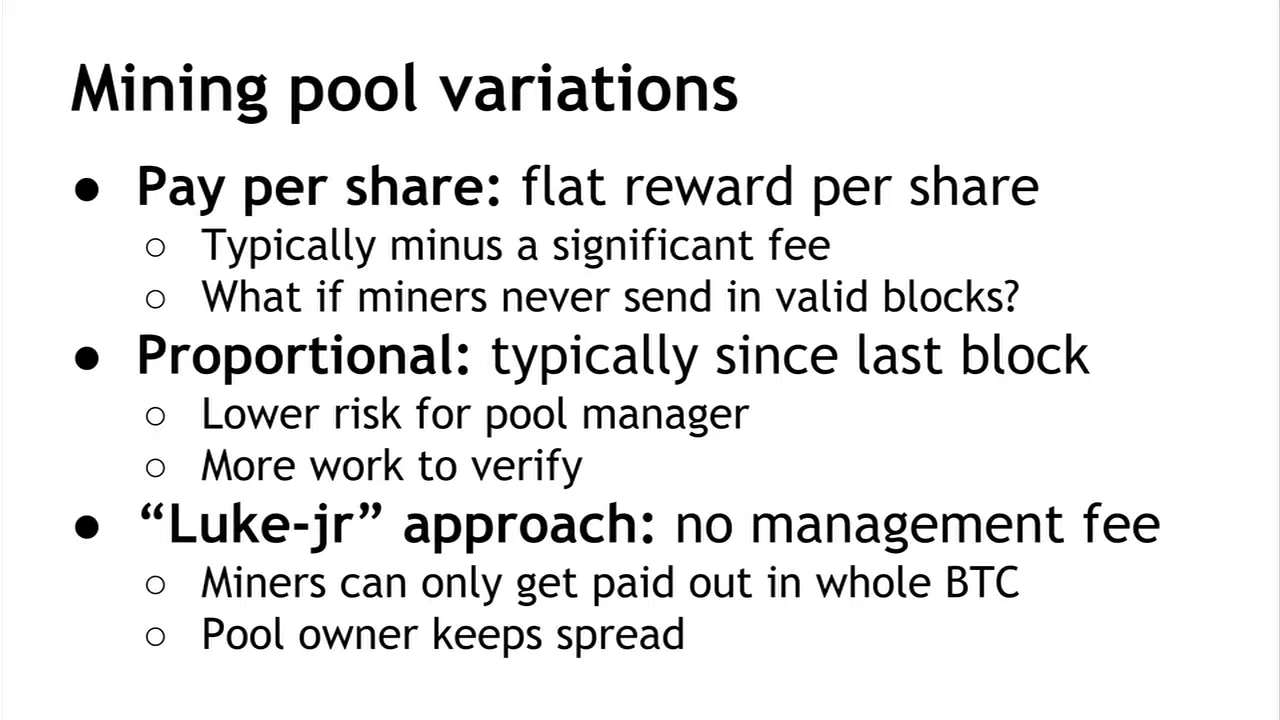 Mining pool variations
● Pay per share: flat reward per share
○ Typically minus a significant fee
○ What if miners never send in valid blocks?
● Proportional: typically since last block
○ Lower risk for pool manager
○ More work to verify
● “Luke-jr” approach: no management fee
○ Miners can only get paid out in whole BTC
○ Pool owner keeps spread